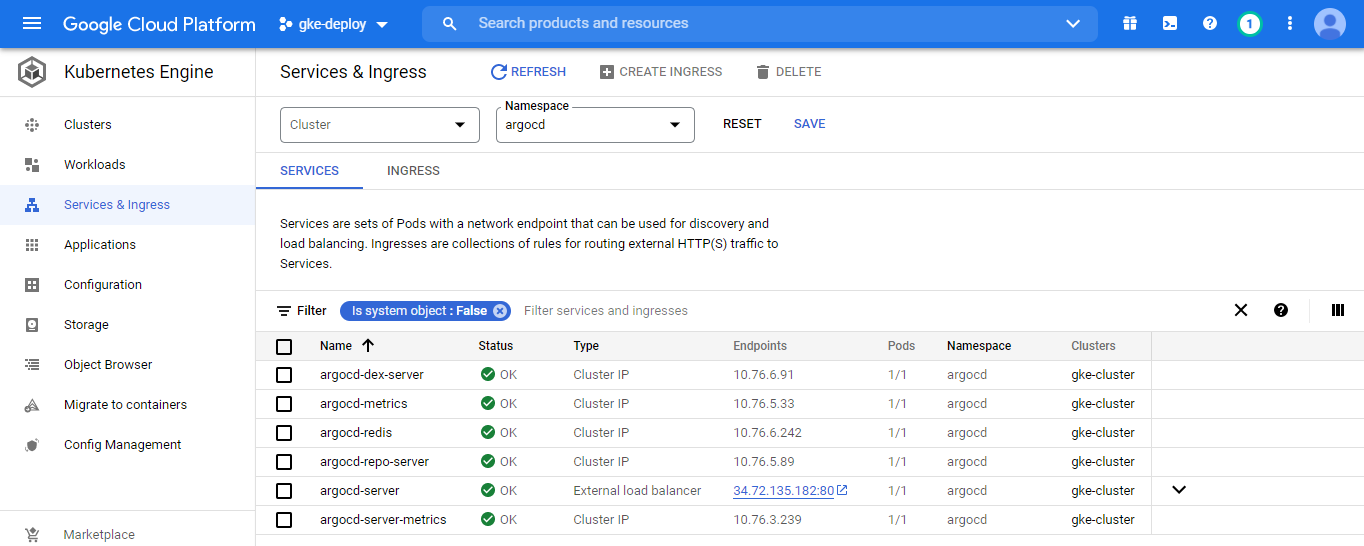 Google Cloud Platform gke-deploy Search products and resources 1
Kubernetes Engine Services & Ingress REFRESH CREATE INGRESS DELETE
Clusters
Workloads
Services & Ingress
Applications
Configuration
Storage
Object Browser
Migrate to containers
Config Management
Marketplace
Cluster Namespace argocd RESET SAVE
SERVICES INGRESS
Services are sets of Pods with a network endpoint that can be used for discovery and
load balancing. Ingresses are collections of rules for routing external HTTP(S) traffic to
Services.
Filter Is system object : False Filter services and ingresses
Name Status Type Endpoints Pods Namespace Clusters
argocd-dex-server OK Cluster IP 10.76.6.91 1/1 argocd gke-cluster
argocd-metrics OK Cluster IP 10.76.5.33 1/1 argocd gke-cluster
argocd-redis OK Cluster IP 10.76.6.242 1/1 argocd gke-cluster
argocd-repo-server OK Cluster IP 10.76.5.89 1/1 argocd gke-cluster
argocd-server OK External load balancer 34.72.135.182:80 1/1 argocd gke-cluster
argocd-server-metrics OK Cluster IP 10.76.3.239 1/1 argocd gke-cluster